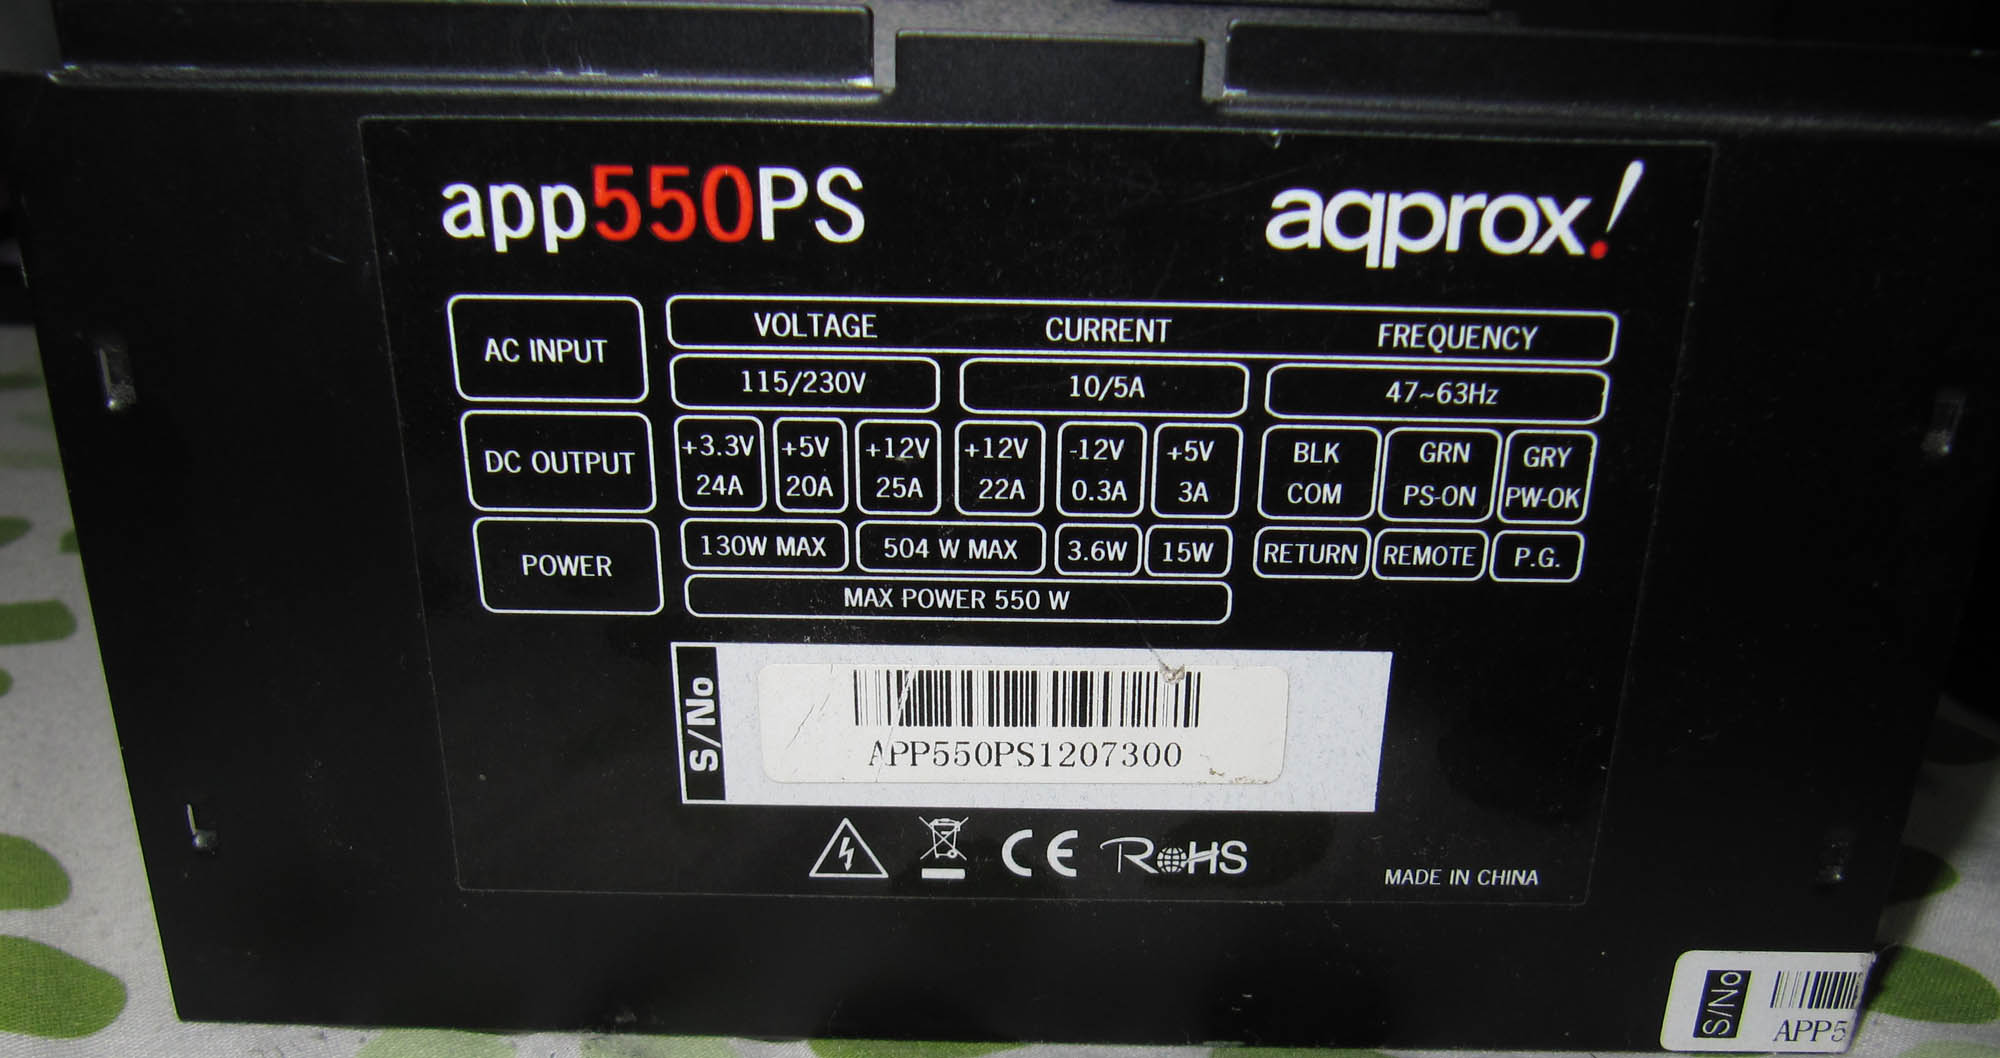 app550PS
aqprox!
VOLTAGE CURRENT FREQUENCY
AC INPUT
115/230V 10/5A 47~63Hz
DC OUTPUT
+3.3V +5V +12V +12V -12V +5V BLK GRN GRY
24A 20A 25A 22A 0.3A 3A COM PS-ON PW-OK
POWER
130W MAX 504 W MAX 3.6W 15W RETURN REMOTE P.G.
MAX POWER 550 W
S/No
APP550PS1207300
CE RoHS
MADE IN CHINA
S/No
APP5